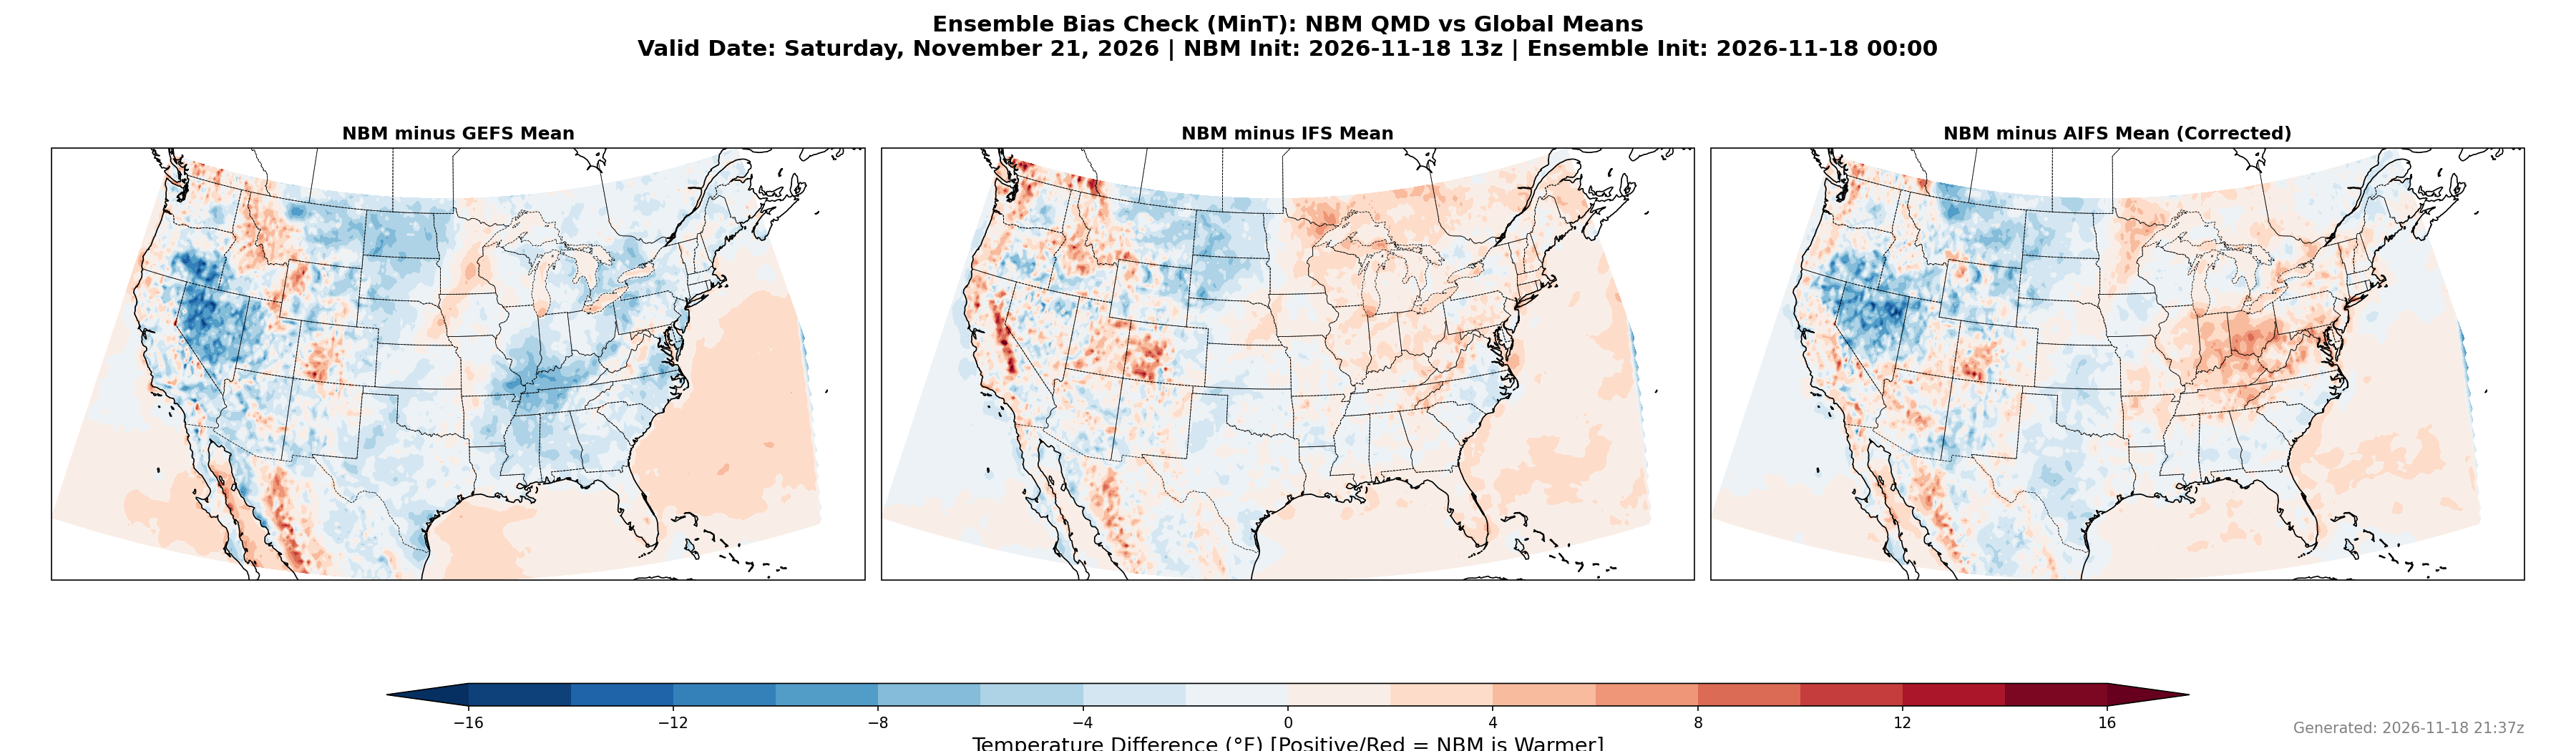 Ensemble Bias Check (MinT): NBM QMD vs Global Means
Valid Date: Saturday, November 21, 2026 | NBM Init: 2026-11-18 13z | Ensemble Init: 2026-11-18 00:00
NBM minus GEFS Mean
NBM minus IFS Mean
NBM minus AIFS Mean (Corrected)
−16 −12 −8 −4 0 4 8 12 16
Temperature Difference (°F) [Positive/Red = NBM is Warmer]
Generated: 2026-11-18 21:37z